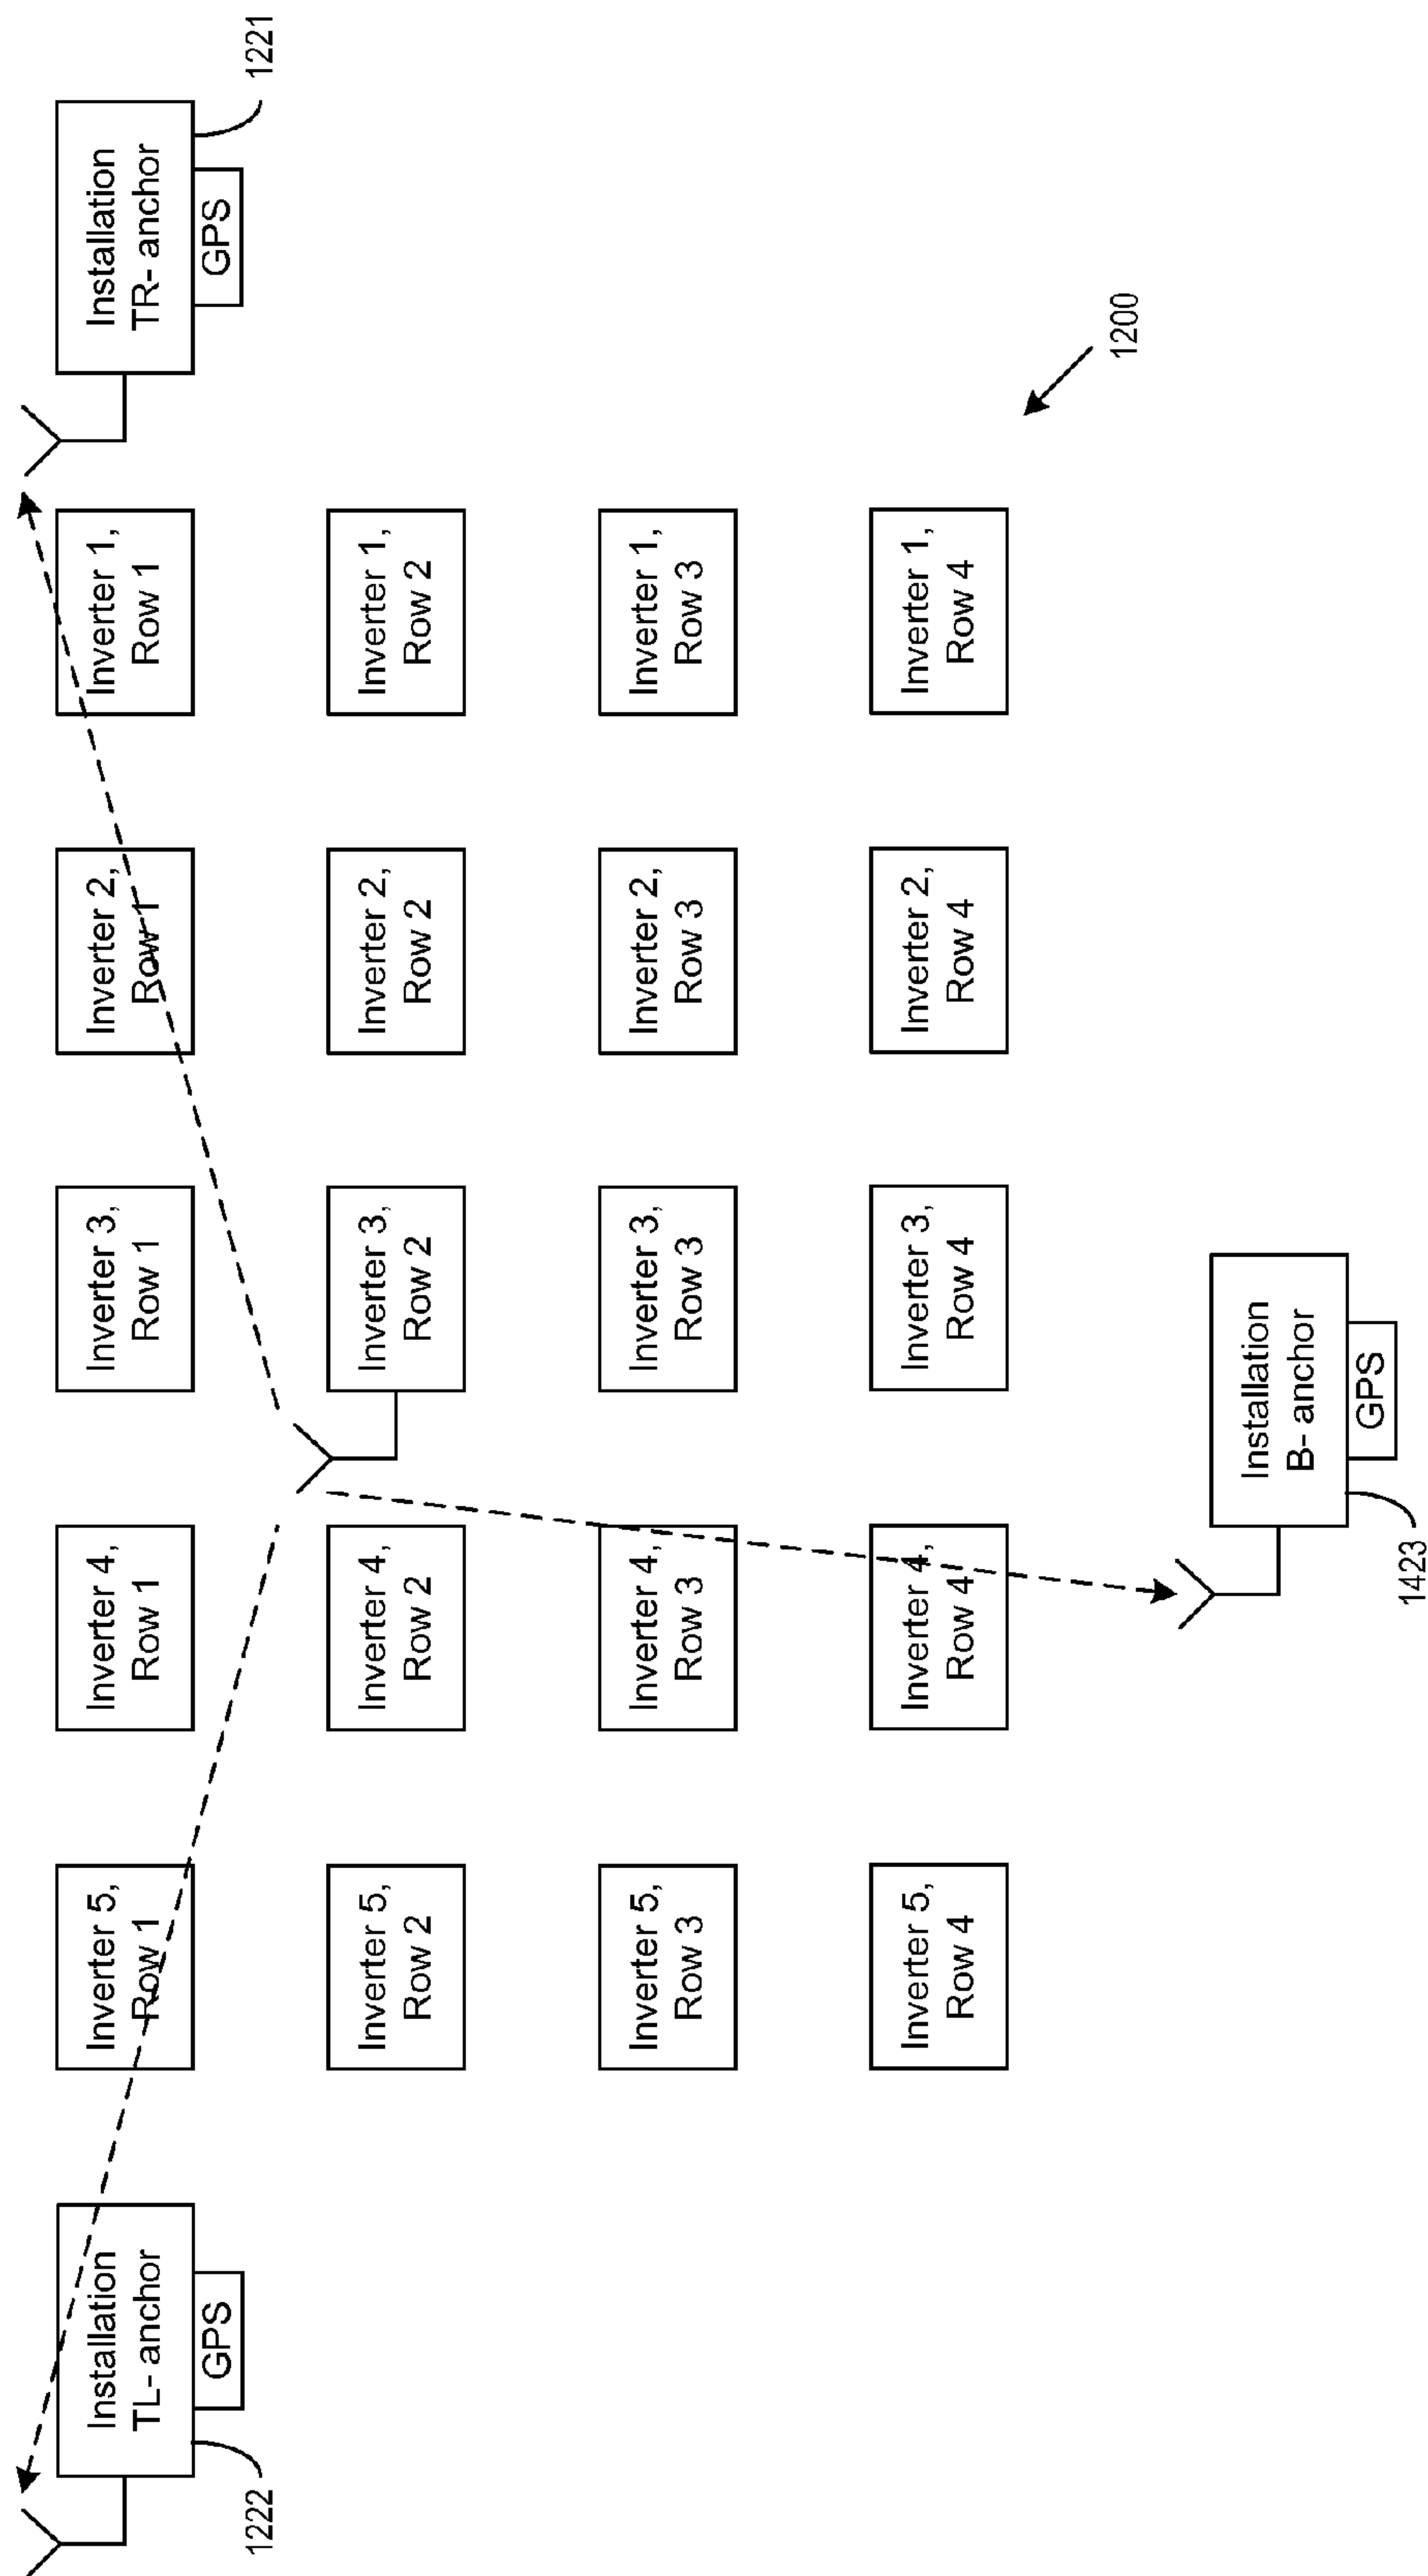 Installation
TL- anchor
GPS
1222
Inverter 5,
Row 1
Inverter 4,
Row 1
Inverter 3,
Row 1
Inverter 2,
Row 1
Inverter 1,
Row 1
Installation
TR- anchor
GPS
1221
Inverter 5,
Row 2
Inverter 4,
Row 2
Inverter 3,
Row 2
Inverter 2,
Row 2
Inverter 1,
Row 2
Inverter 5,
Row 3
Inverter 4,
Row 3
Inverter 3,
Row 3
Inverter 2,
Row 3
Inverter 1,
Row 3
Inverter 5,
Row 4
Inverter 4,
Row 4
Inverter 3,
Row 4
Inverter 2,
Row 4
Inverter 1,
Row 4
1200
Installation
B- anchor
GPS
1423